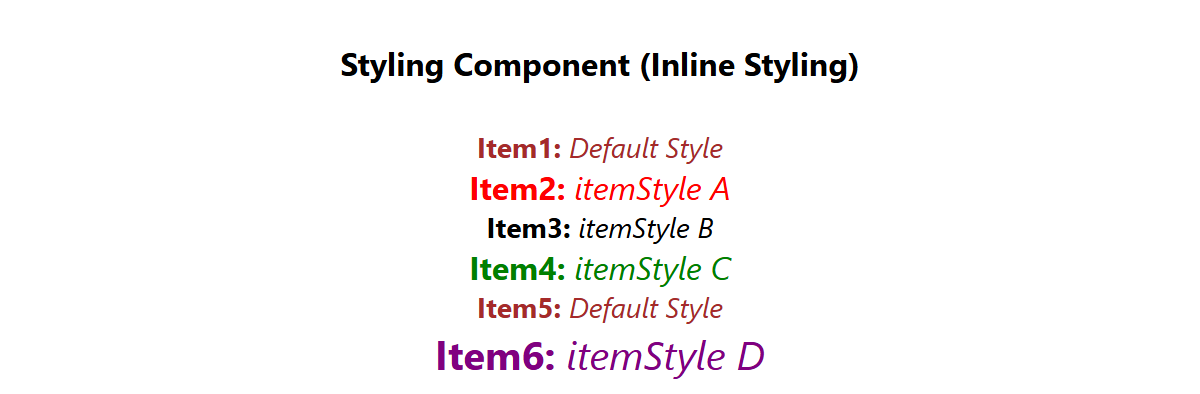 Styling Component (Inline Styling)
Item1: Default Style
Item2: itemStyle A
Item3: itemStyle B
Item4: itemStyle C
Item5: Default Style
Item6: itemStyle D